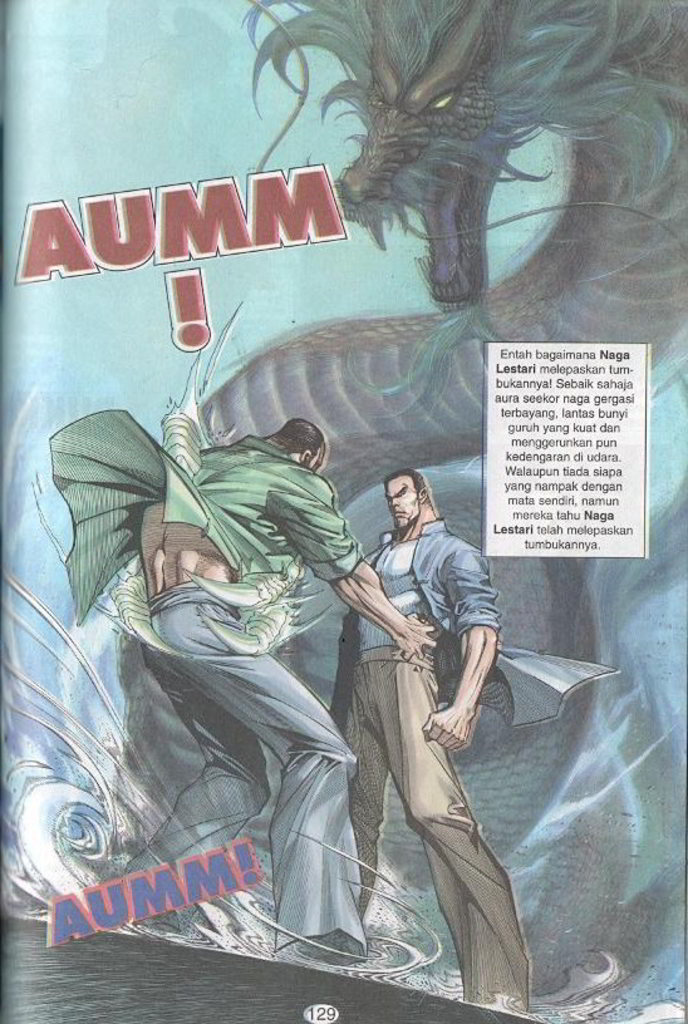 AUMM
!
Entah bagaimana Naga
Lestari melepaskan tum-
bukannya! Sebaik sahaja
aura seekor naga gergasi
terbayang, lantas bunyi
guruh yang kuat dan
menggerunkan pun
kedengaran di udara.
Walaupun tiada siapa
yang nampak dengan
mata sendiri, namun
mereka tahu Naga
Lestari telah melepaskan
tumbukannya.
AUMM!
129